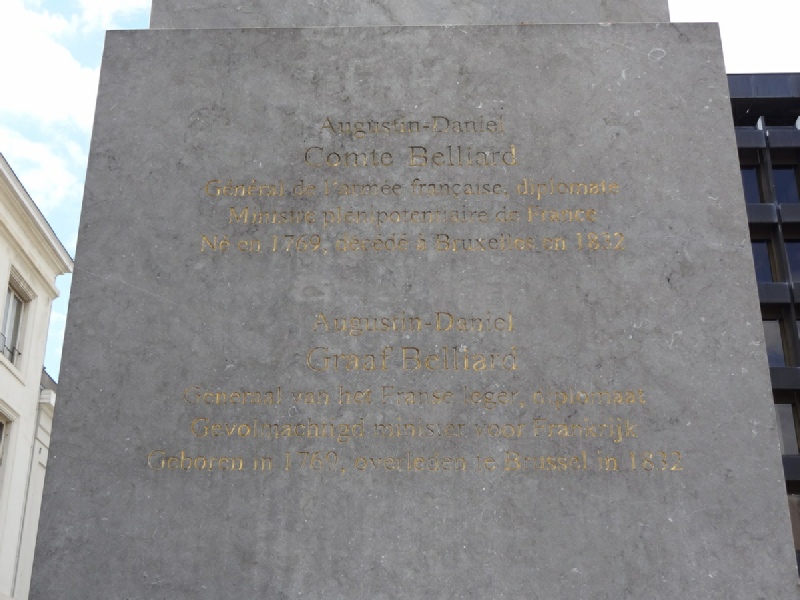 Augustin-Daniel
Comte Belliard
Général de l'armée française, diplomate
Ministre plénipotentiaire de France
Né en 1769, décédé à Bruxelles en 1832
Augustin-Daniel
Graaf Belliard
Generaal van het Franse leger, diplomaat
Gevolmachtigd minister voor Frankrijk
Geboren in 1769, overleden te Brussel in 1832